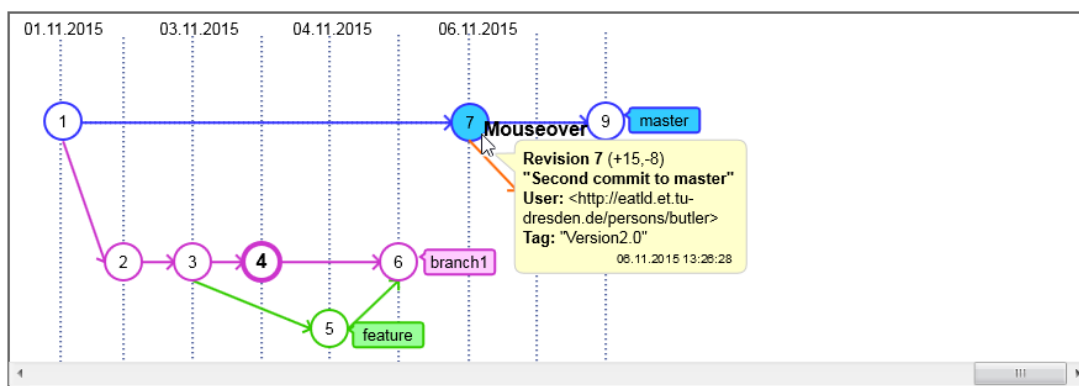 01.11.2015 03.11.2015 04.11.2015 06.11.2015
1 7 Mouseover 9 master
Revision 7 (+15,-8)
"Second commit to master"
User: <http://eatld.et.tu-
dresden.de/persons/butler>
Tag: "Version2.0"
06.11.2015 13:26:28
2 3 4 6 branch1
5 feature